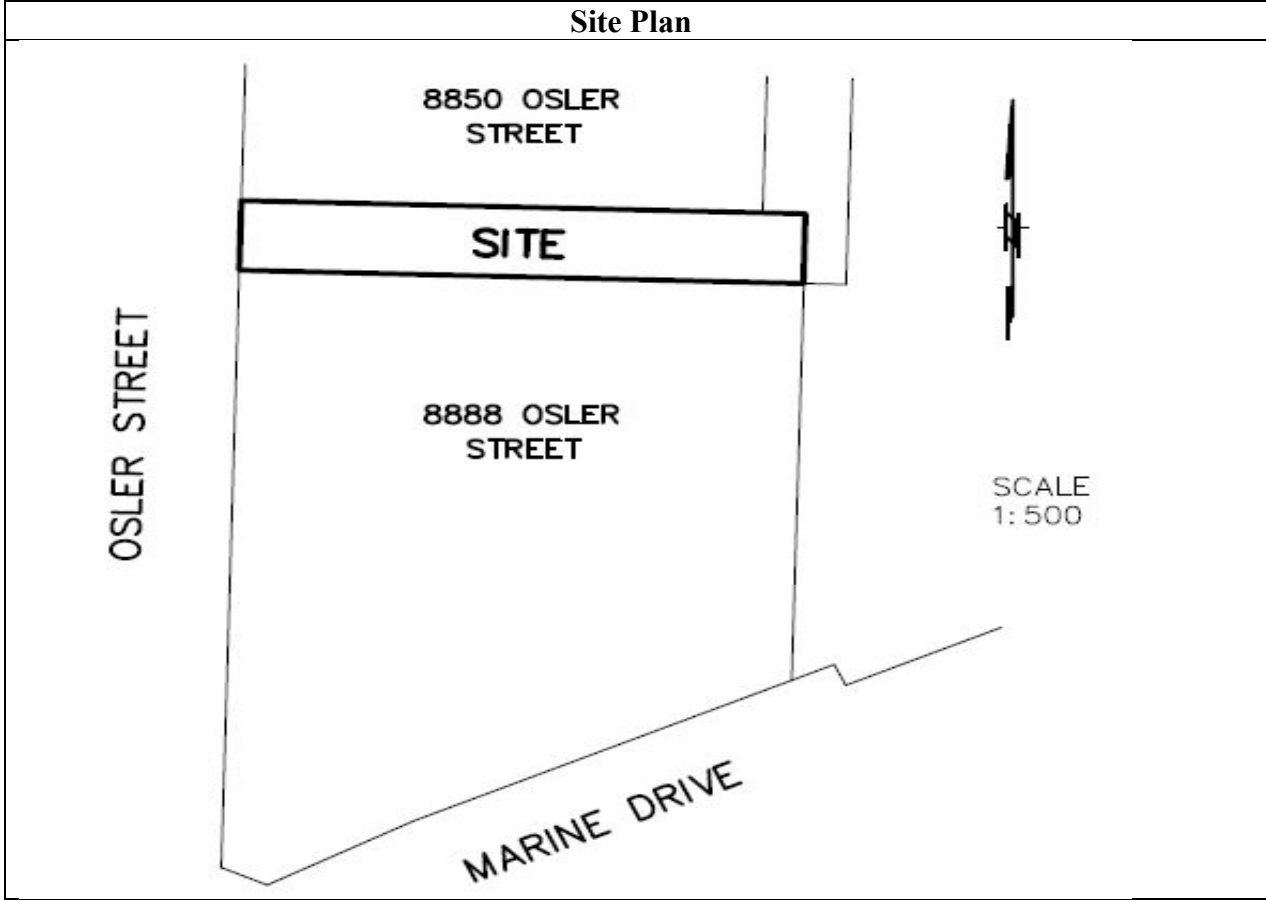 Site Plan
8850 OSLER
STREET
SITE
N
OSLER STREET
8888 OSLER
STREET
SCALE
1:500
MARINE DRIVE